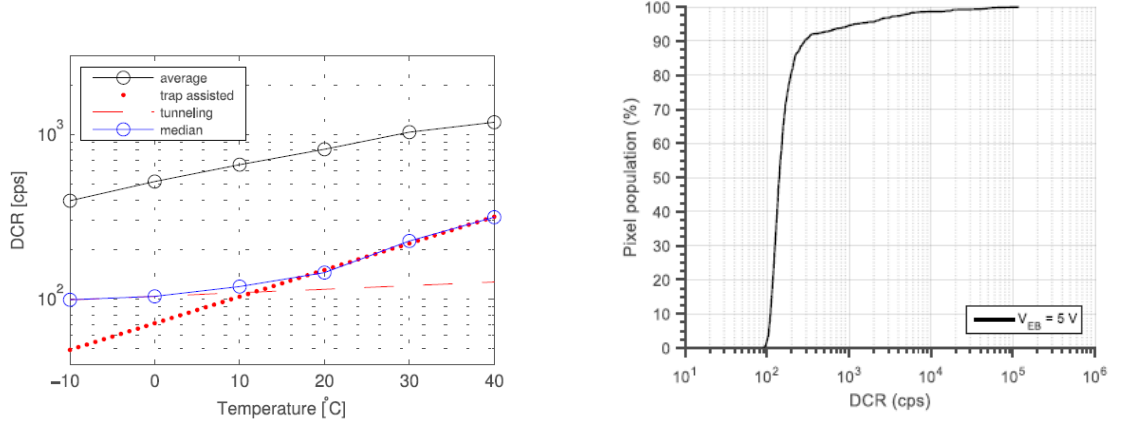 average
trap assisted
tunneling
median
10³
10²
DCR [cps]
−10 0 10 20 30 40
Temperature [°C]
100
90
80
70
60
50
40
30
20
10
0
Pixel population (%)
V_EB = 5 V
10¹ 10² 10³ 10⁴ 10⁵ 10⁶
DCR (cps)